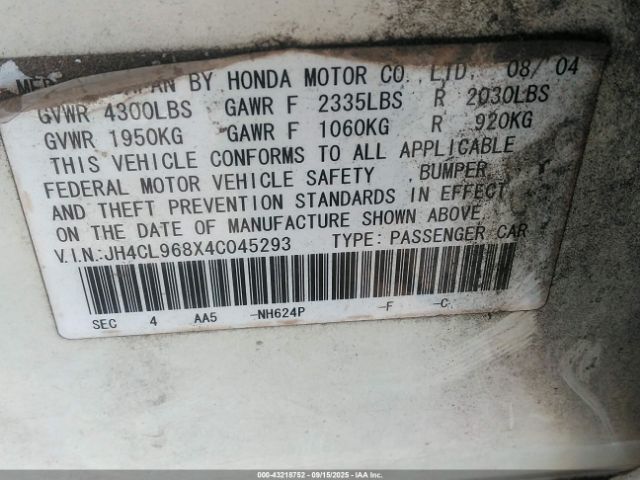 BY HONDA MOTOR CO., LTD. 08/'04
GVWR 4300LBS GAWR F 2335LBS R 2030LBS
GVWR 1950KG GAWR F 1060KG R 920KG
THIS VEHICLE CONFORMS TO ALL APPLICABLE
FEDERAL MOTOR VEHICLE SAFETY, BUMPER,
AND THEFT PREVENTION STANDARDS IN EFFECT
ON THE DATE OF MANUFACTURE SHOWN ABOVE.
V.I.N.:JH4CL968X4C045293 TYPE: PASSENGER CAR
SEC 4 AA5 -NH624P -F -C
000-43218752 - 09/15/2025 - IAA Inc.